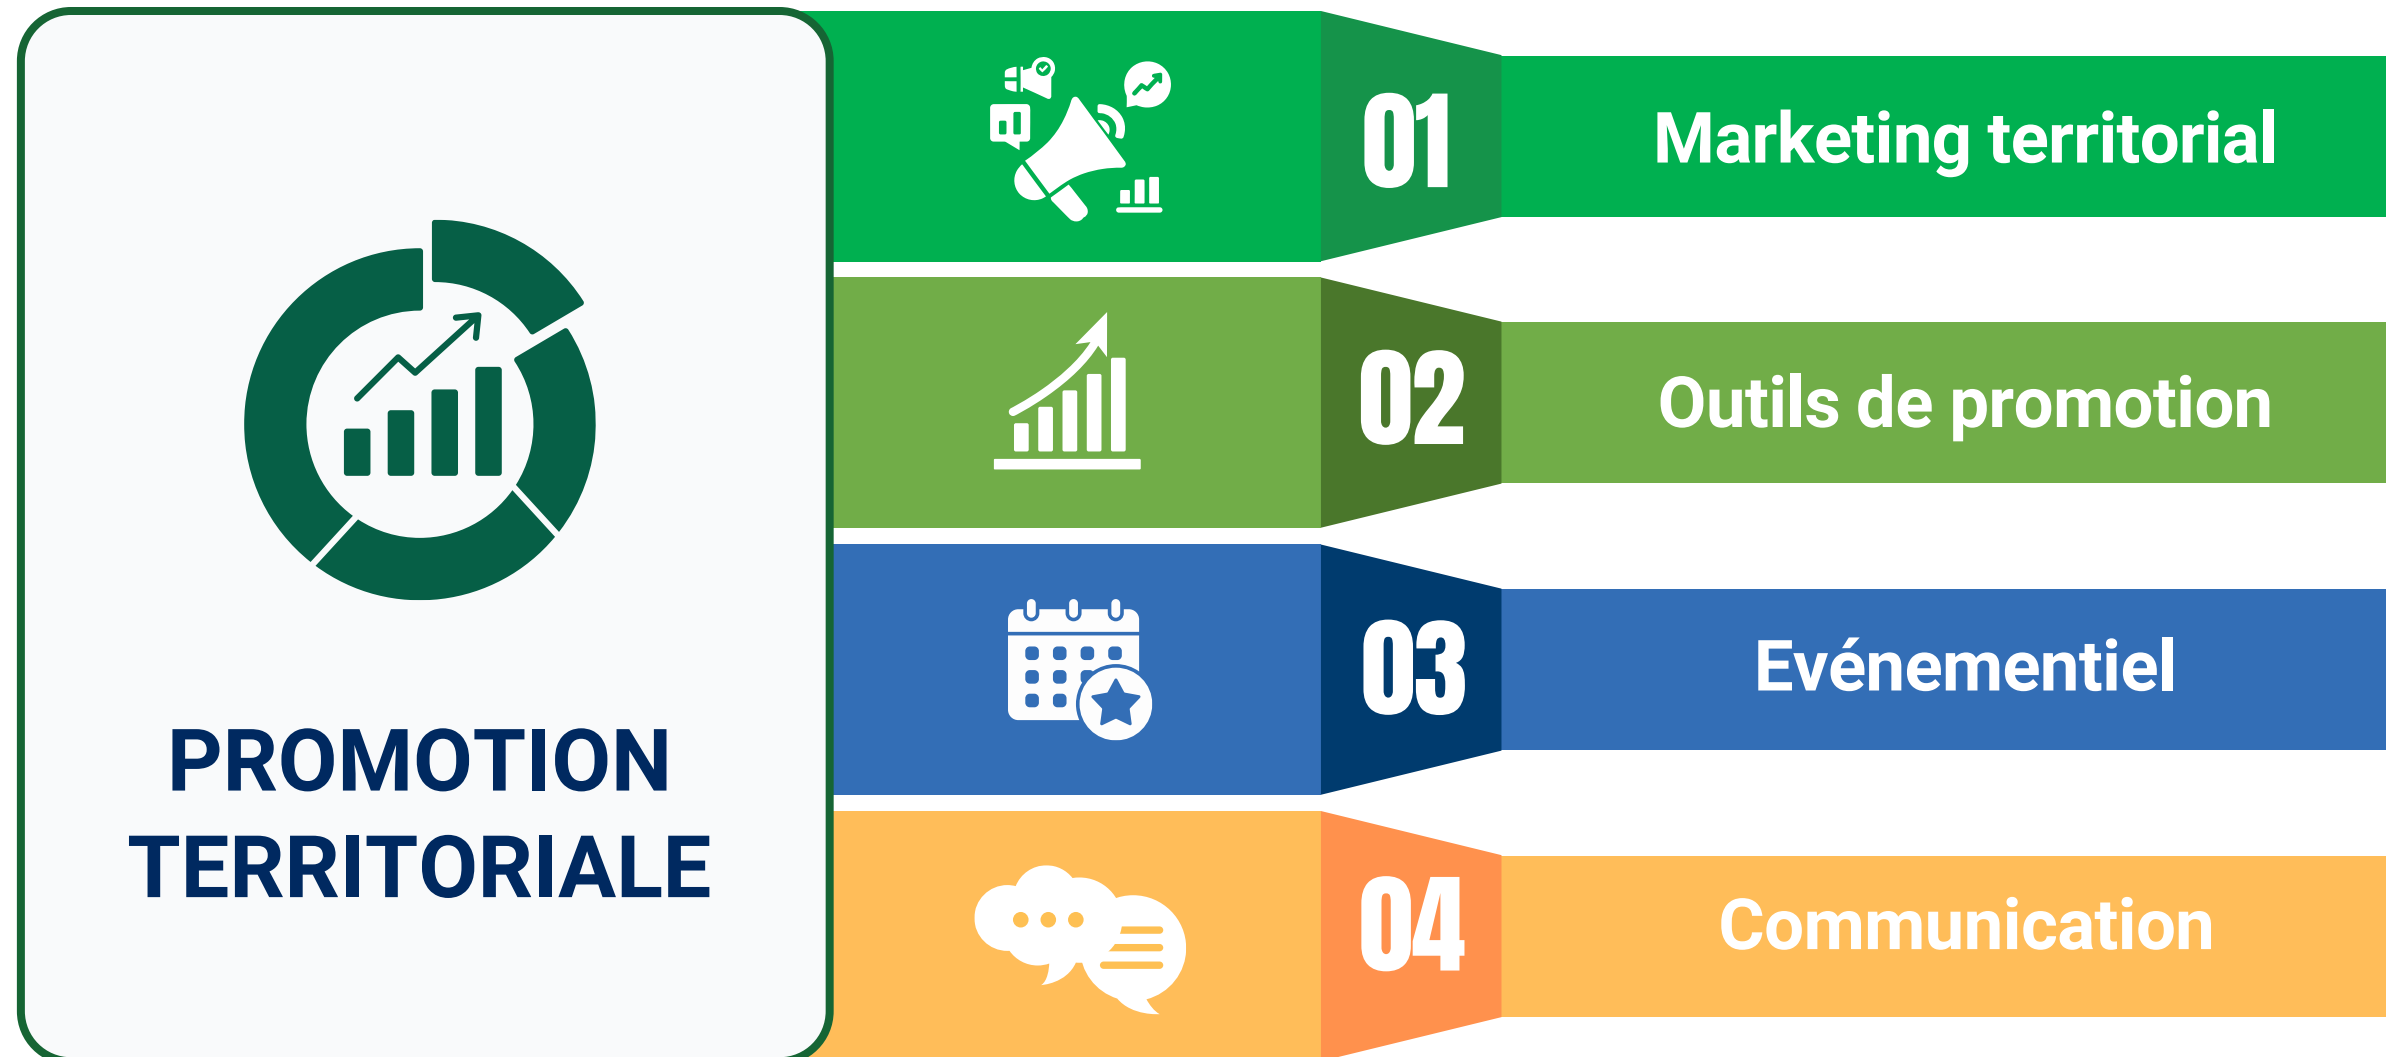 PROMOTION
TERRITORIALE
01
Marketing territorial
02
Outils de promotion
03
Evénementiel
04
Communication